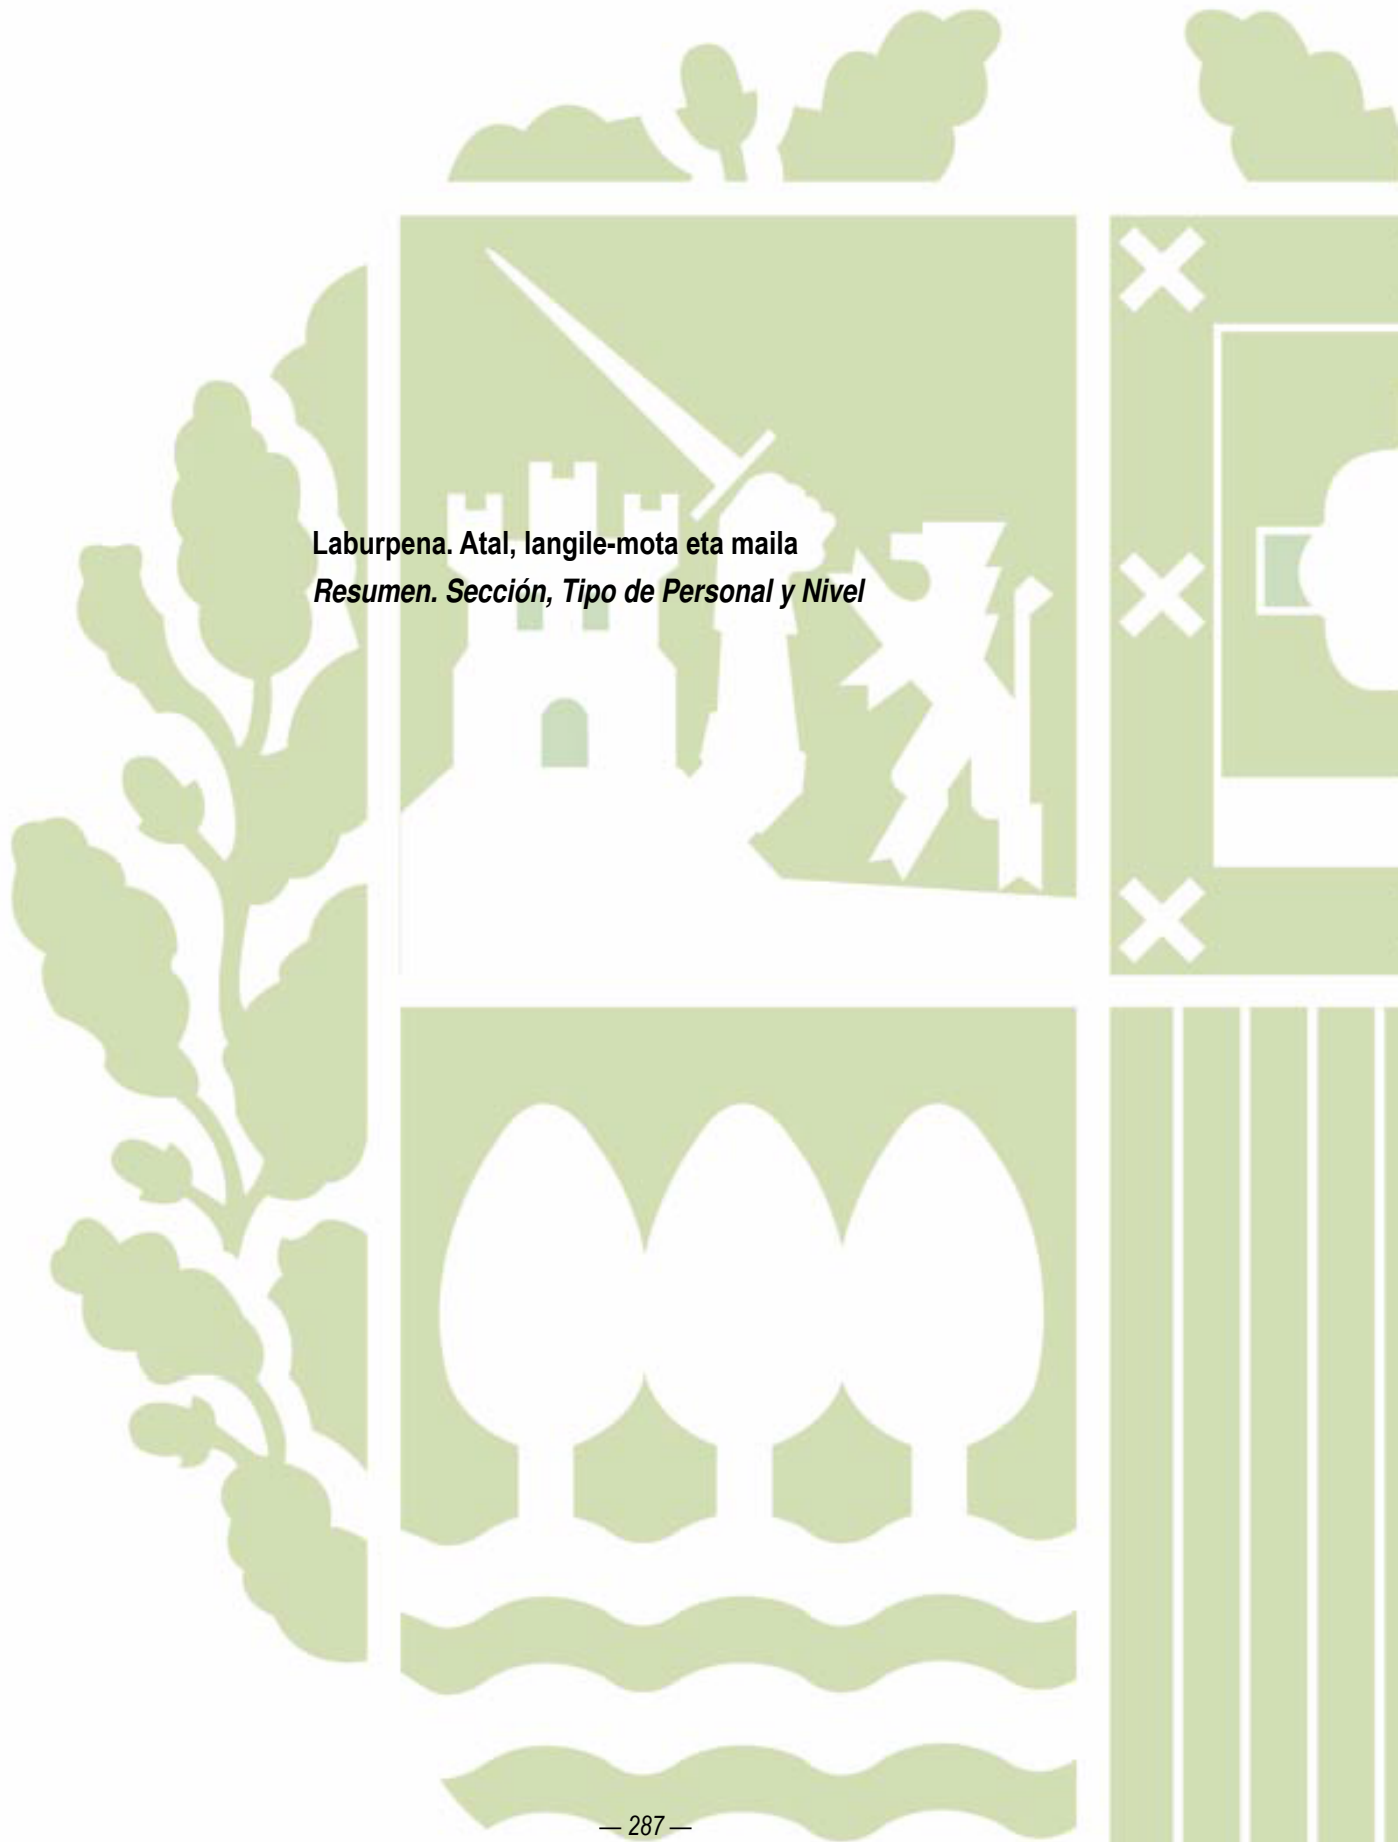 Laburpena. Atal, langile-mota eta maila
Resumen. Sección, Tipo de Personal y Nivel
— 287 —